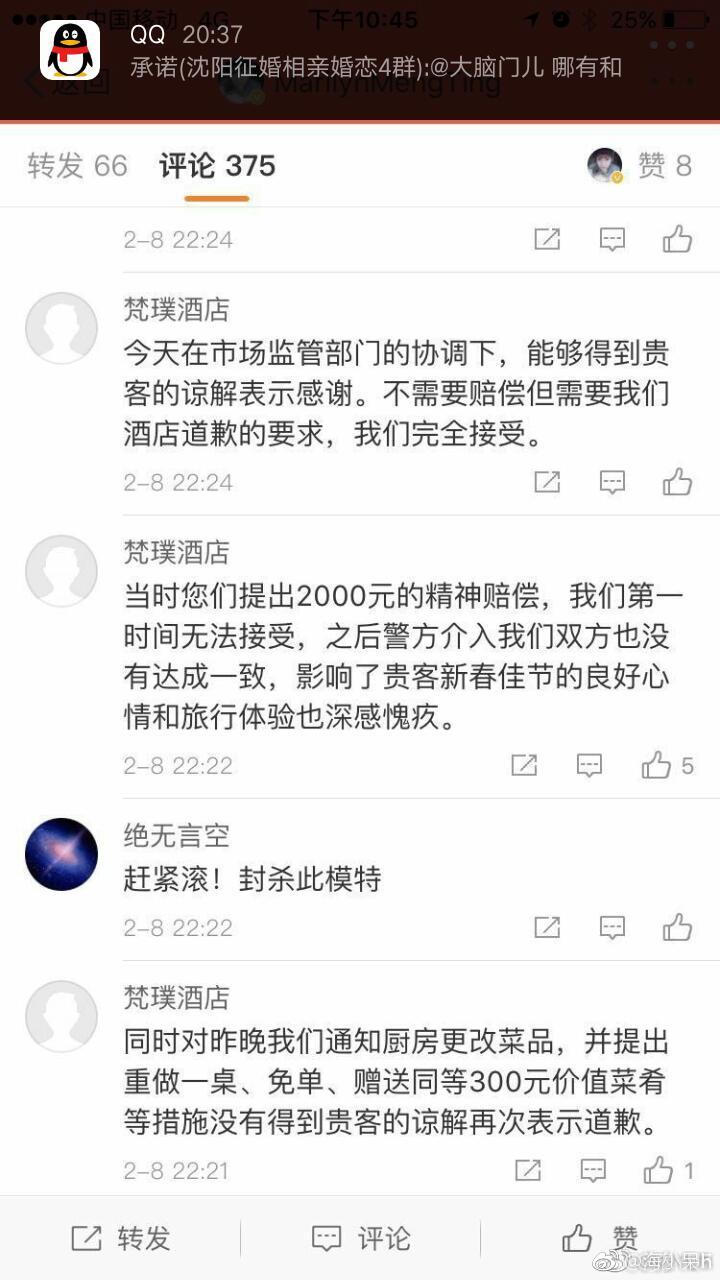 中国移动 4G 下午10:45 25%
QQ 20:37
承诺(沈阳征婚相亲婚恋4群):@大脑门儿 哪有和
返回 MarilynMengTing
转发 66 评论 375 赞 8
2-8 22:24
梵璞酒店
今天在市场监管部门的协调下，能够得到贵
客的谅解表示感谢。不需要赔偿但需要我们
酒店道歉的要求，我们完全接受。
2-8 22:24
梵璞酒店
当时您们提出2000元的精神赔偿，我们第一
时间无法接受，之后警方介入我们双方也没
有达成一致，影响了贵客新春佳节的良好心
情和旅行体验也深感愧疚。
2-8 22:22 5
绝无言空
赶紧滚！封杀此模特
2-8 22:22
梵璞酒店
同时对昨晚我们通知厨房更改菜品，并提出
重做一桌、免单、赠送同等300元价值菜肴
等措施没有得到贵客的谅解再次表示道歉。
2-8 22:21 1
转发 评论 赞